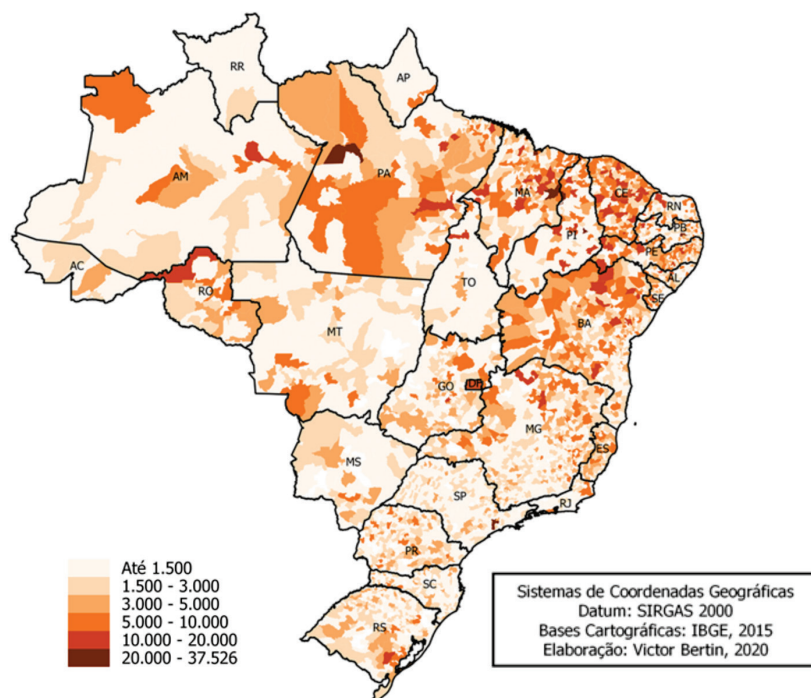 RR
AP
AM
PA
MA
CE
RN
PB
PI
PE
AL
SE
AC
RO
TO
BA
MT
GO
DF
MG
ES
MS
SP
RJ
PR
SC
RS
Até 1.500
1.500 - 3.000
3.000 - 5.000
5.000 - 10.000
10.000 - 20.000
20.000 - 37.526
Sistemas de Coordenadas Geográficas
Datum: SIRGAS 2000
Bases Cartográficas: IBGE, 2015
Elaboração: Victor Bertin, 2020